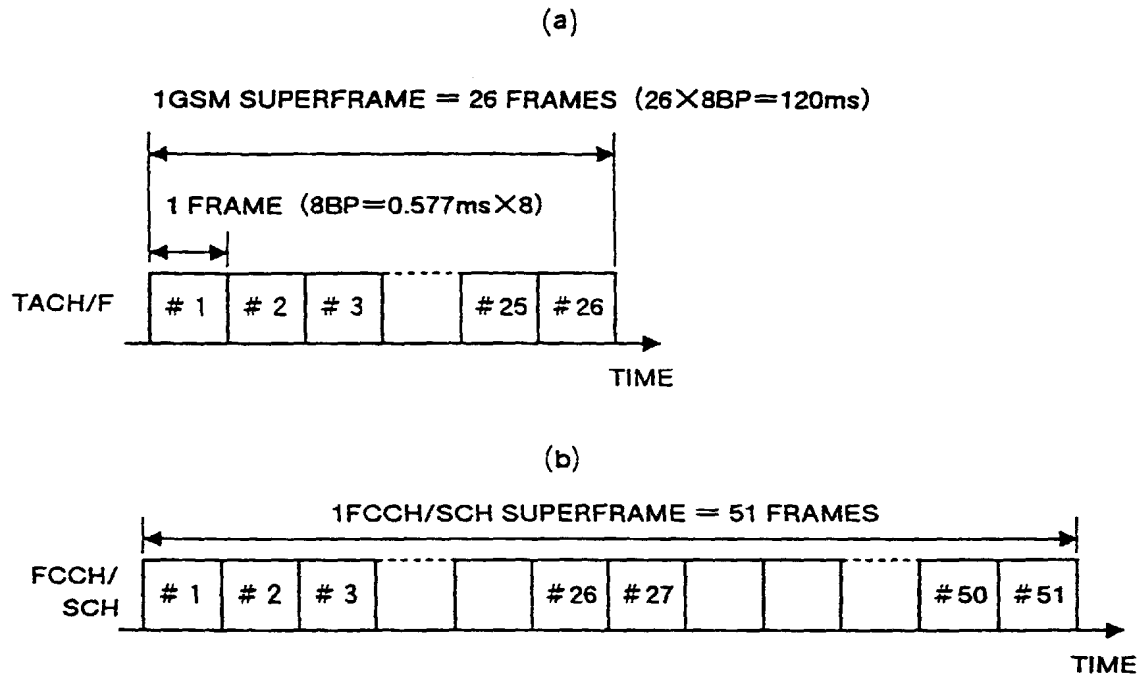 (a)
1GSM SUPERFRAME = 26 FRAMES (26×8BP=120ms)
1 FRAME (8BP=0.577ms×8)
TACH/F # 1 # 2 # 3 # 25 # 26
TIME
(b)
1FCCH/SCH SUPERFRAME = 51 FRAMES
FCCH/
SCH # 1 # 2 # 3 # 26 # 27 # 50 # 51
TIME